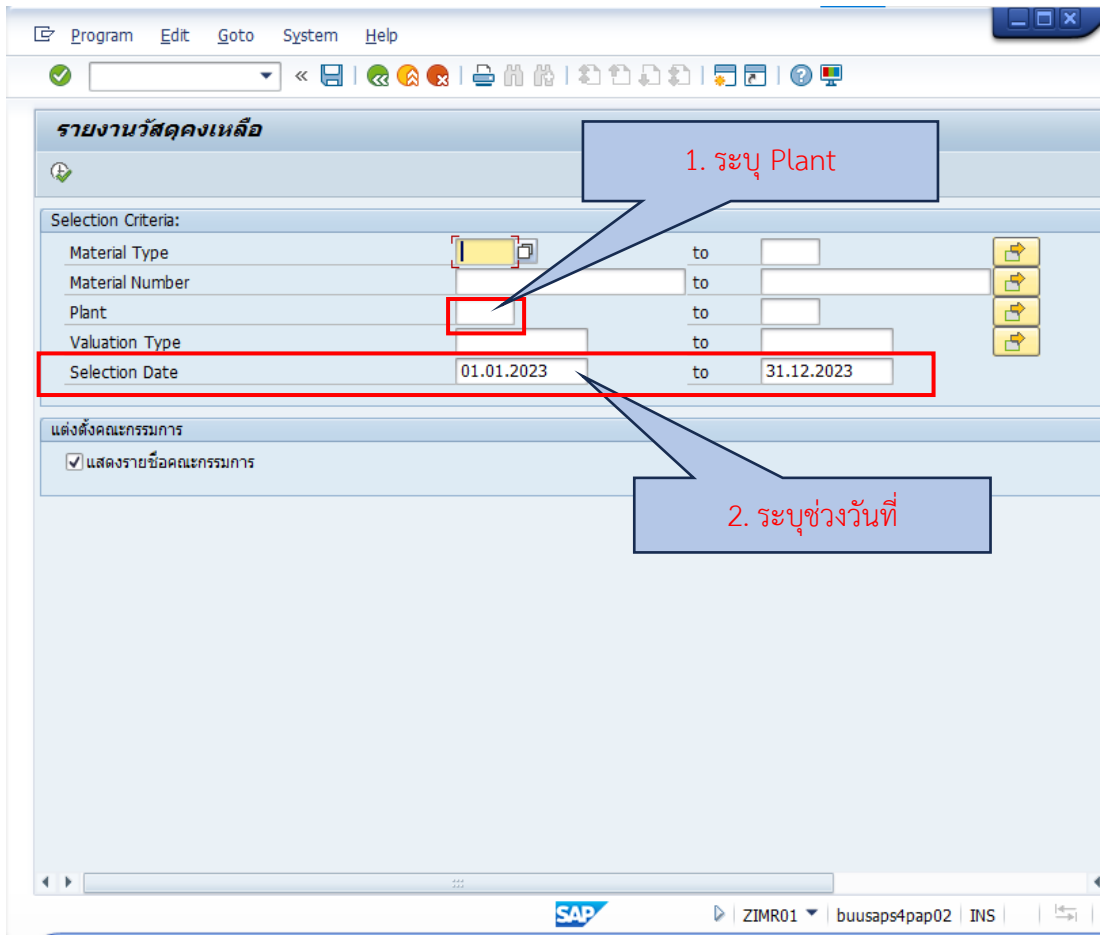 Program Edit Goto System Help
รายงานวัสดุคงเหลือ
1. ระบุ Plant
Selection Criteria:
Material Type to
Material Number to
Plant to
Valuation Type to
Selection Date 01.01.2023 to 31.12.2023
แต่งตั้งคณะกรรมการ
แสดงรายชื่อคณะกรรมการ
2. ระบุช่วงวันที่
SAP ZIMR01 buusaps4pap02 INS